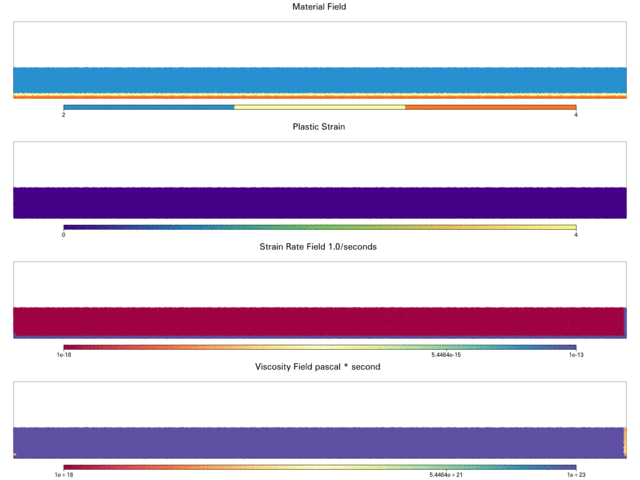 Material Field
2 4
Plastic Strain
0 4
Strain Rate Field 1.0/seconds
1e-18 5.4464e-15 1e-13
Viscosity Field pascal * second
1e+18 5.4464e+21 1e+23